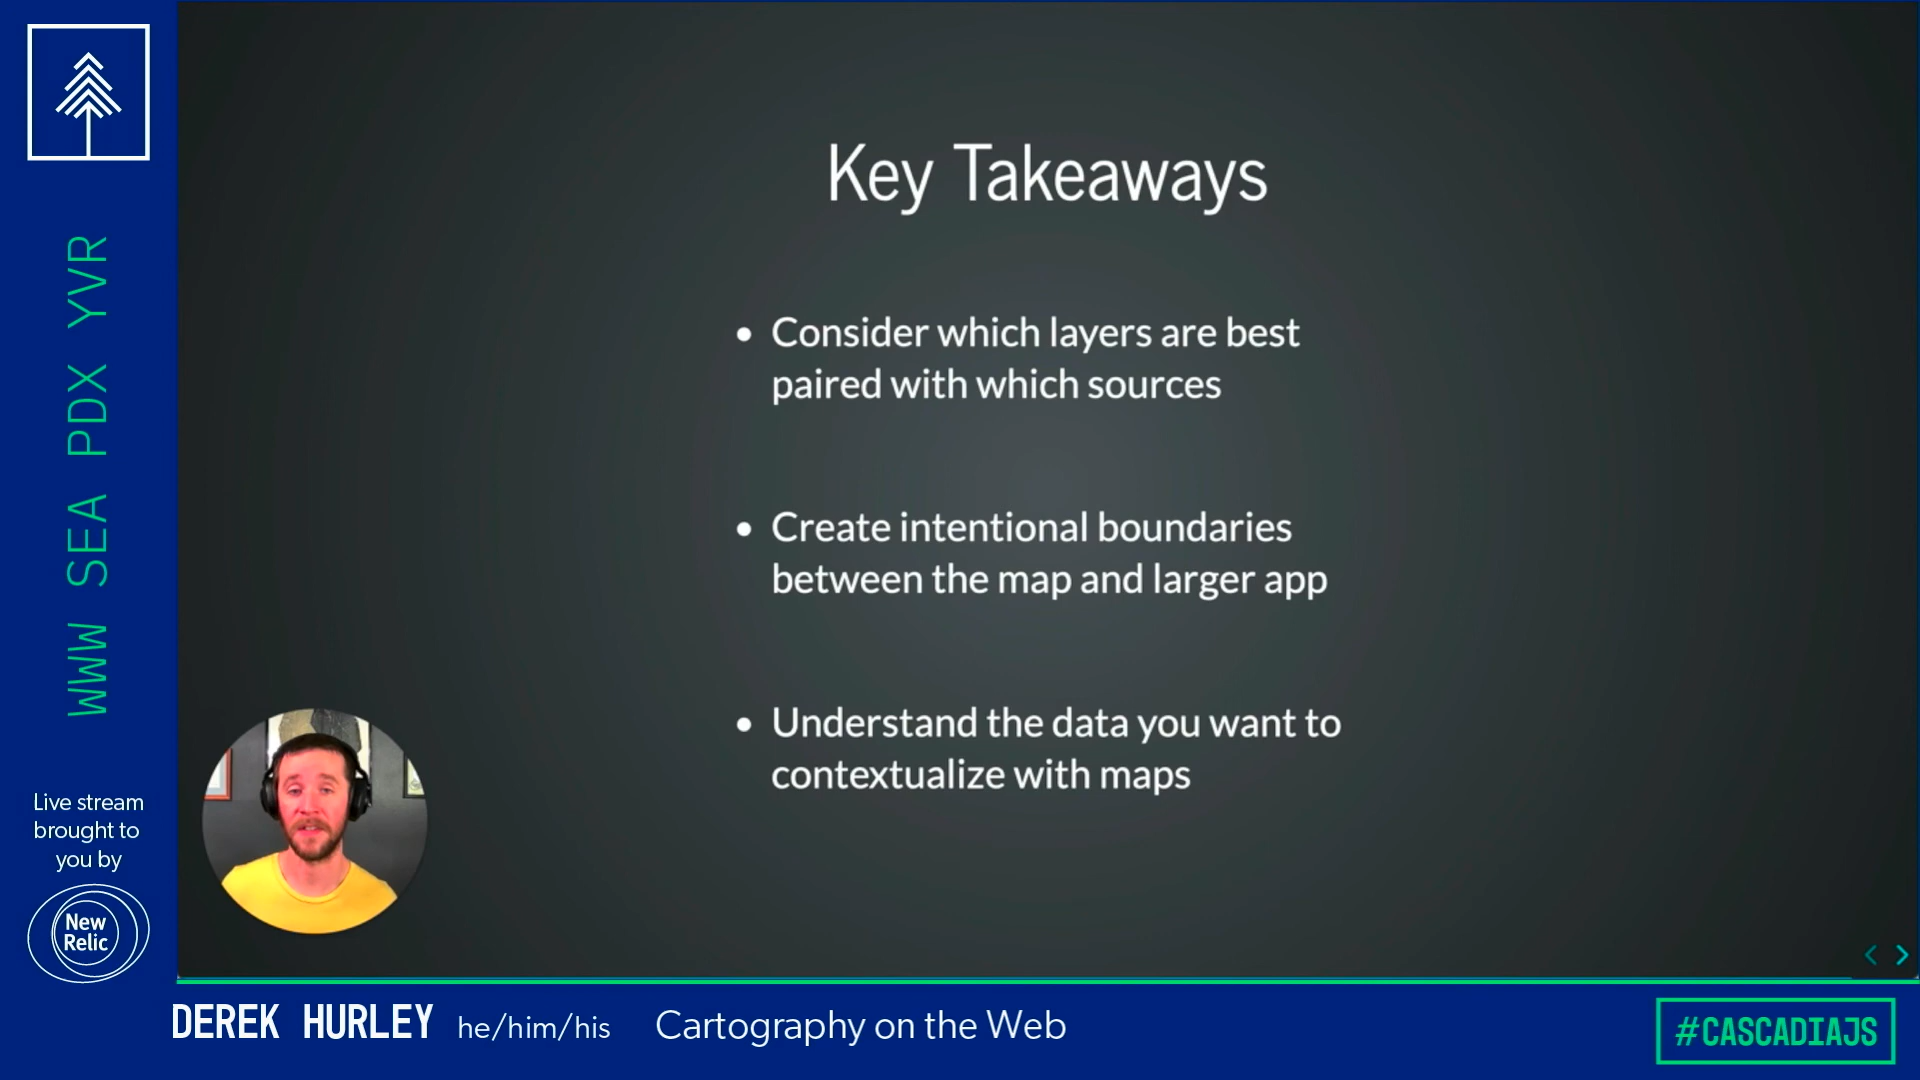 WWW SEA PDX YVR
Key Takeaways
• Consider which layers are best
paired with which sources
• Create intentional boundaries
between the map and larger app
• Understand the data you want to
contextualize with maps
Live stream
brought to
you by
New
Relic
DEREK HURLEY he/him/his Cartography on the Web
#CASCADIAJS